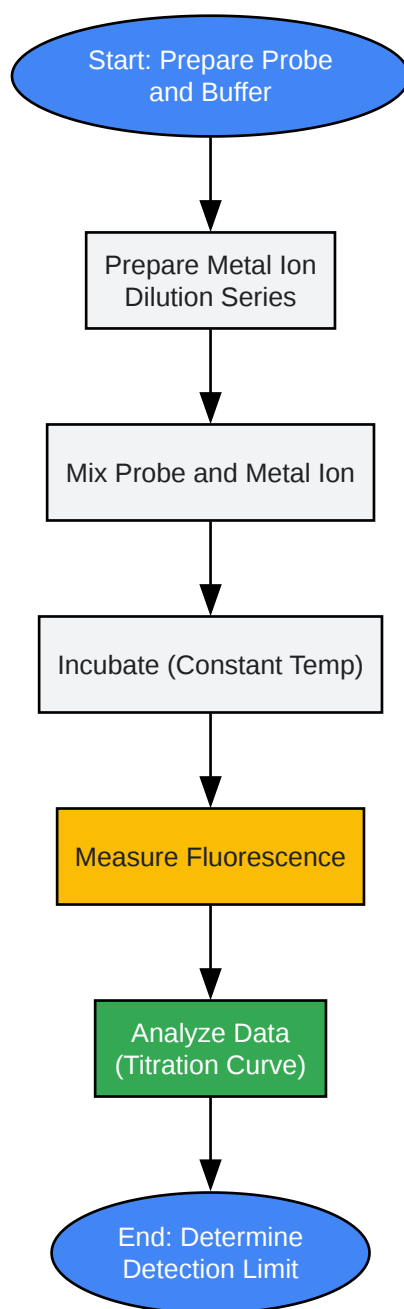 Start: Prepare Probe
and Buffer
Prepare Metal Ion
Dilution Series
Mix Probe and Metal Ion
Incubate (Constant Temp)
Measure Fluorescence
Analyze Data
(Titration Curve)
End: Determine
Detection Limit